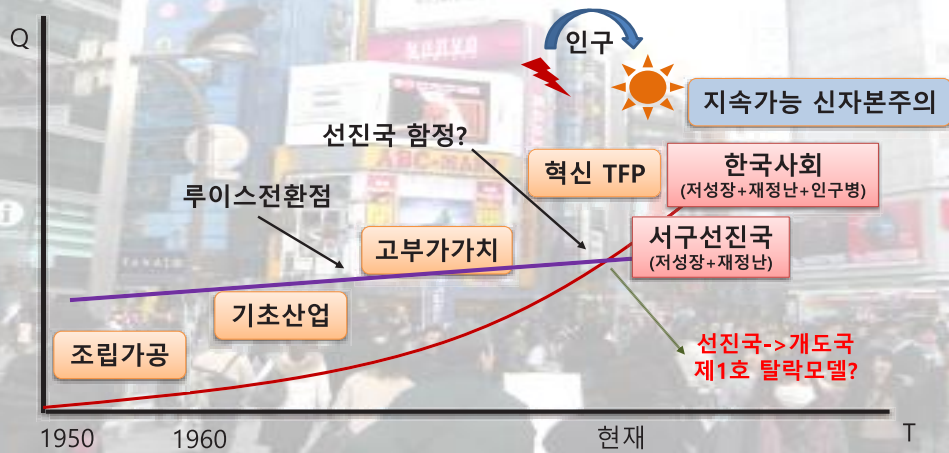 Q
인구
지속가능 신자본주의
선진국 함정?
혁신 TFP
한국사회
(저성장+재정난+인구병)
루이스전환점
고부가가치
서구선진국
(저성장+재정난)
기초산업
조립가공
선진국->개도국
제1호 탈락모델?
1950
1960
현재
T
ABC-MART